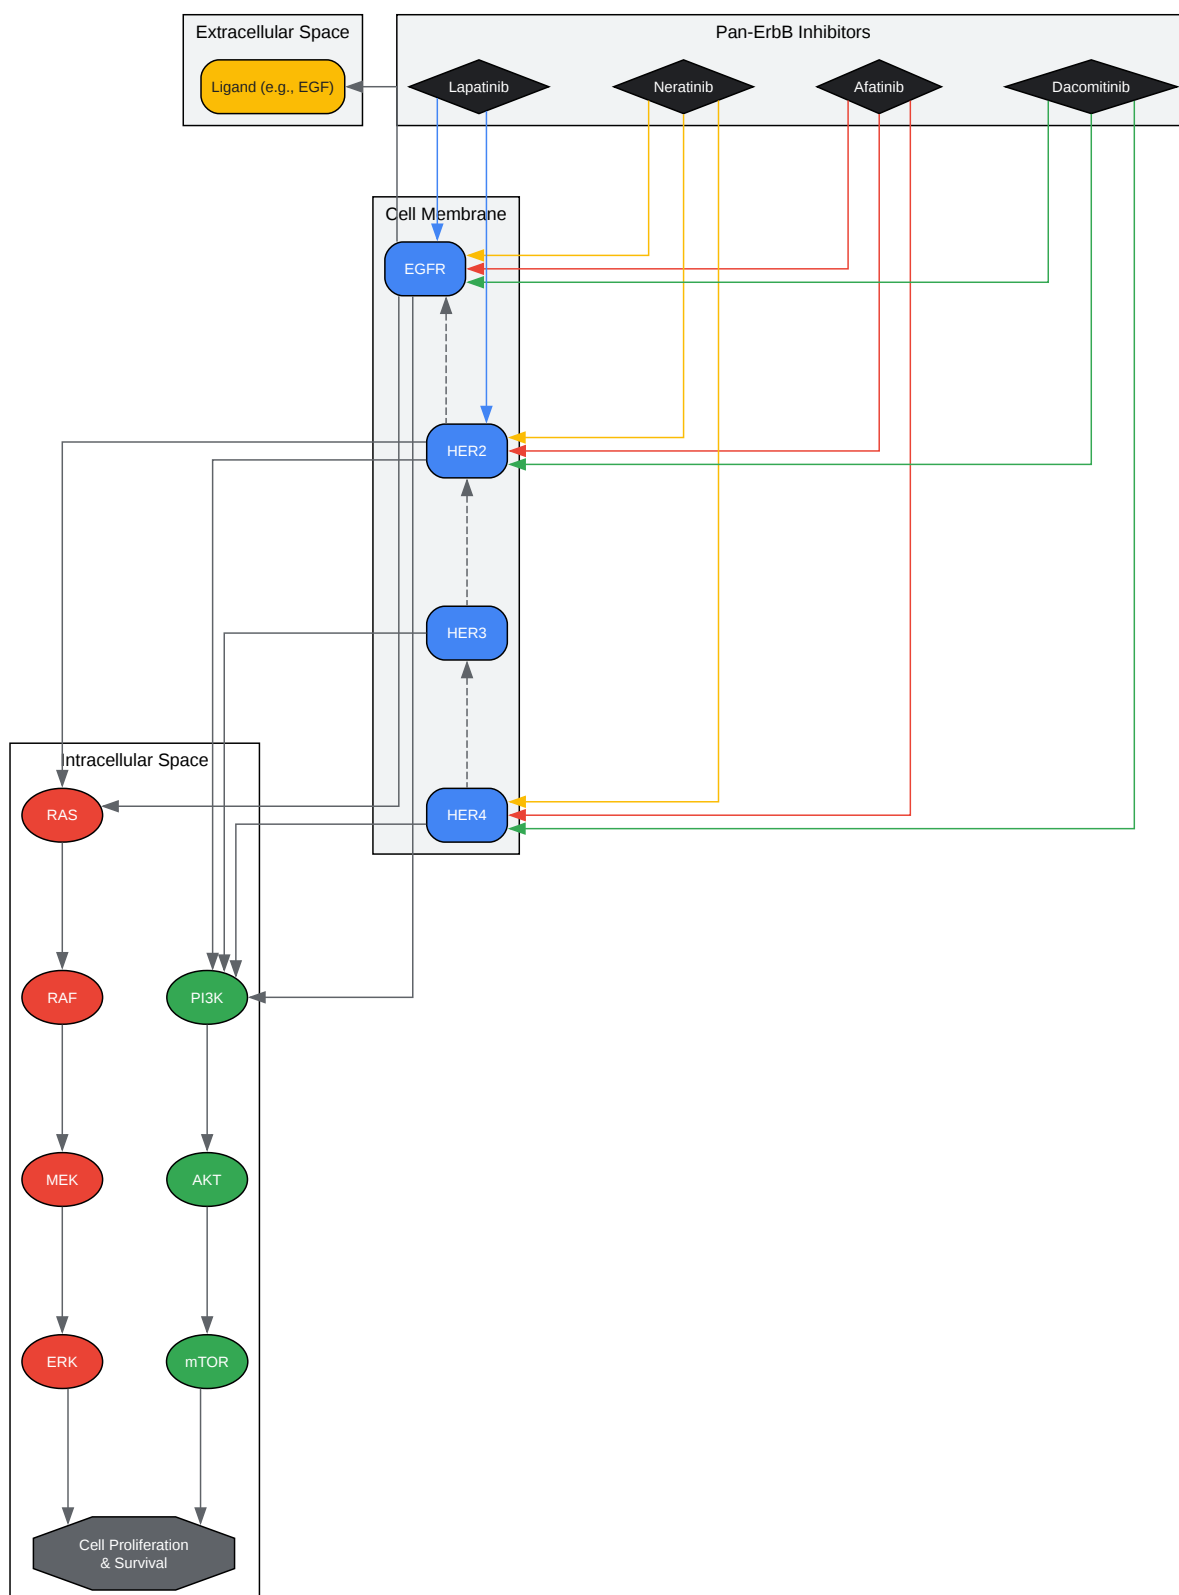 Extracellular Space
Pan-ErbB Inhibitors
Ligand (e.g., EGF)
Lapatinib
Neratinib
Afatinib
Dacomitinib
Cell Membrane
EGFR
HER2
HER3
Intracellular Space
RAS
HER4
RAF
PI3K
MEK
AKT
ERK
mTOR
Cell Proliferation
& Survival